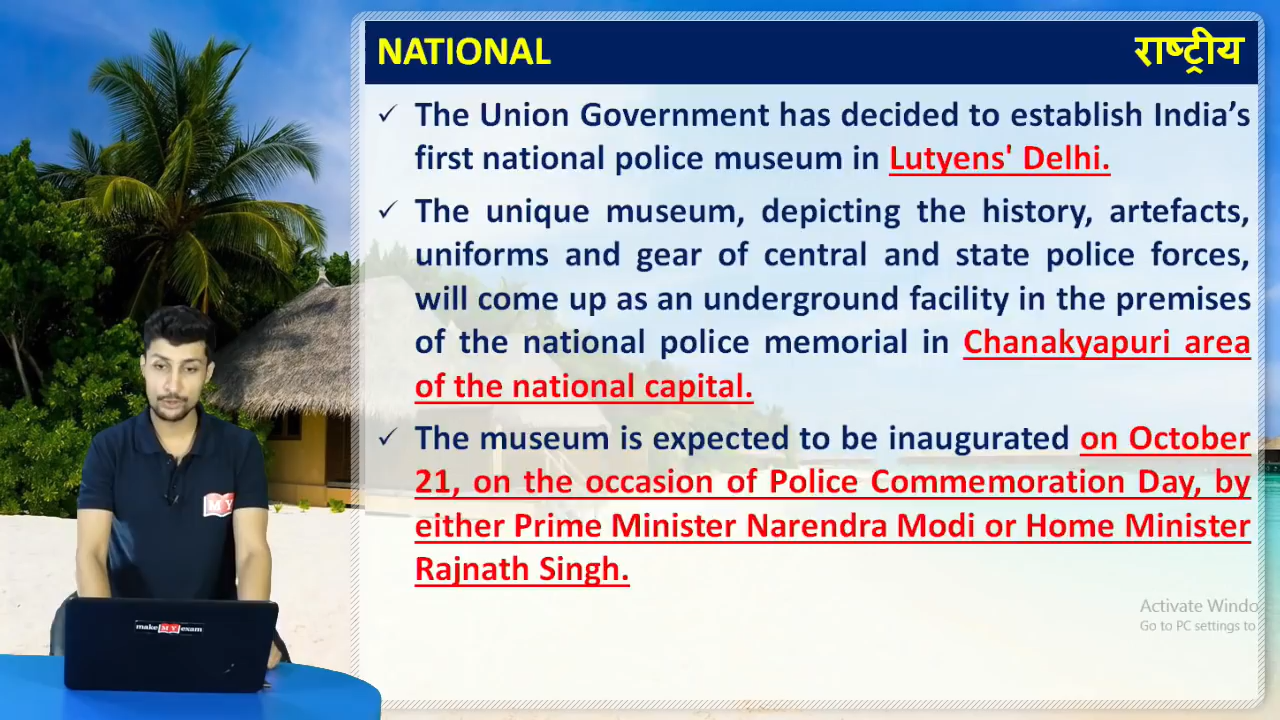 NATIONAL राष्ट्रीय
The Union Government has decided to establish India’s
first national police museum in Lutyens' Delhi.
The unique museum, depicting the history, artefacts,
uniforms and gear of central and state police forces,
will come up as an underground facility in the premises
of the national police memorial in Chanakyapuri area
of the national capital.
The museum is expected to be inaugurated on October
21, on the occasion of Police Commemoration Day, by
either Prime Minister Narendra Modi or Home Minister
Rajnath Singh.
Activate Windo
Go to PC settings to
MY
make MY exam